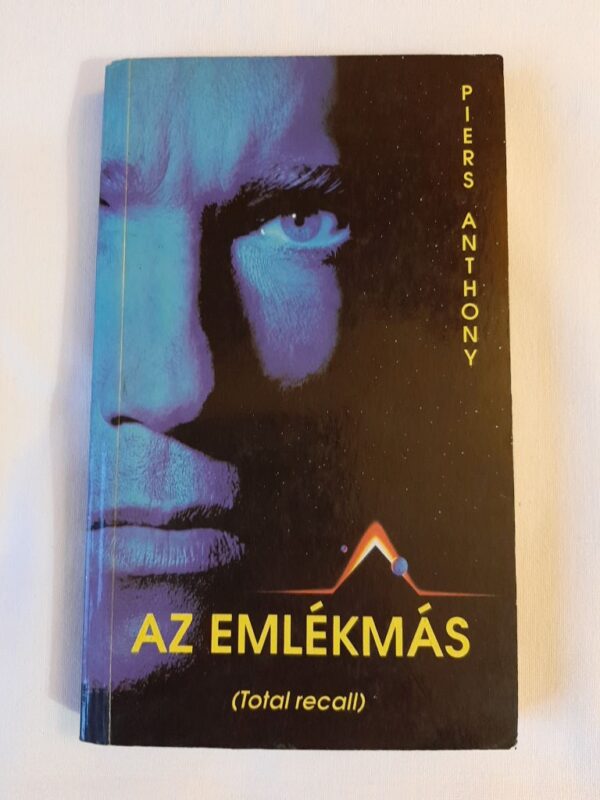 PIERS ANTHONY
AZ EMLÉKMÁS
(Total recall)